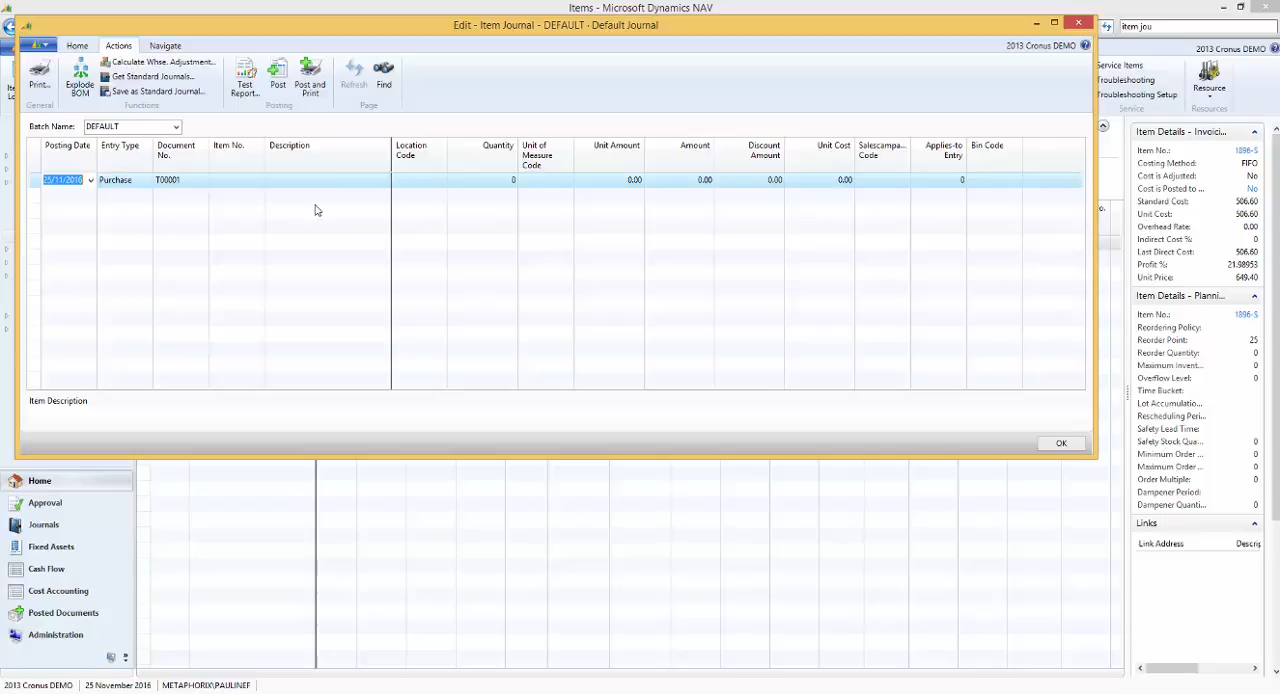 Items - Microsoft Dynamics NAV
Edit - Item Journal - DEFAULT · Default Journal
item jou
Home
Actions
Navigate
2013 Cronus DEMO
2013 Cronus DEMO
Print...
General
Explode BOM
Calculate Whse. Adjustment...
Get Standard Journals...
Save as Standard Journal...
Functions
Test Report...
Post
Post and Print
Posting
Refresh
Find
Page
Service Items
Troubleshooting
Troubleshooting Setup
Service
Resource
Resources
Batch Name: DEFAULT
Posting Date Entry Type Document No. Item No. Description Location Code Quantity Unit of Measure Code Unit Amount Amount Discount Amount Unit Cost Salescampa... Code Applies-to Entry Bin Code
25/11/2016 Purchase T00001 0 0.00 0.00 0.00 0.00 0
Item Description
OK
Item Details - Invoici...
Item No.: 1896-S
Costing Method: FIFO
Cost is Adjusted: No
Cost is Posted to ... No
Standard Cost: 506.60
Unit Cost: 506.60
Overhead Rate: 0.00
Indirect Cost %: 0
Last Direct Cost: 506.60
Profit %: 21.98953
Unit Price: 649.40
Item Details - Planni...
Item No.: 1896-S
Reordering Policy:
Reorder Point: 25
Reorder Quantity: 0
Maximum Invent... 0
Overflow Level: 0
Time Bucket:
Lot Accumulatio...
Rescheduling Peri...
Safety Lead Time:
Safety Stock Qua... 0
Minimum Order ... 0
Maximum Order ... 0
Order Multiple: 0
Dampener Period:
Dampener Quanti... 0
Links
Link Address Descrip
Home
Approval
Journals
Fixed Assets
Cash Flow
Cost Accounting
Posted Documents
Administration
Cronus DEMO 25 November 2016 METAPHORIX\PAULINEF